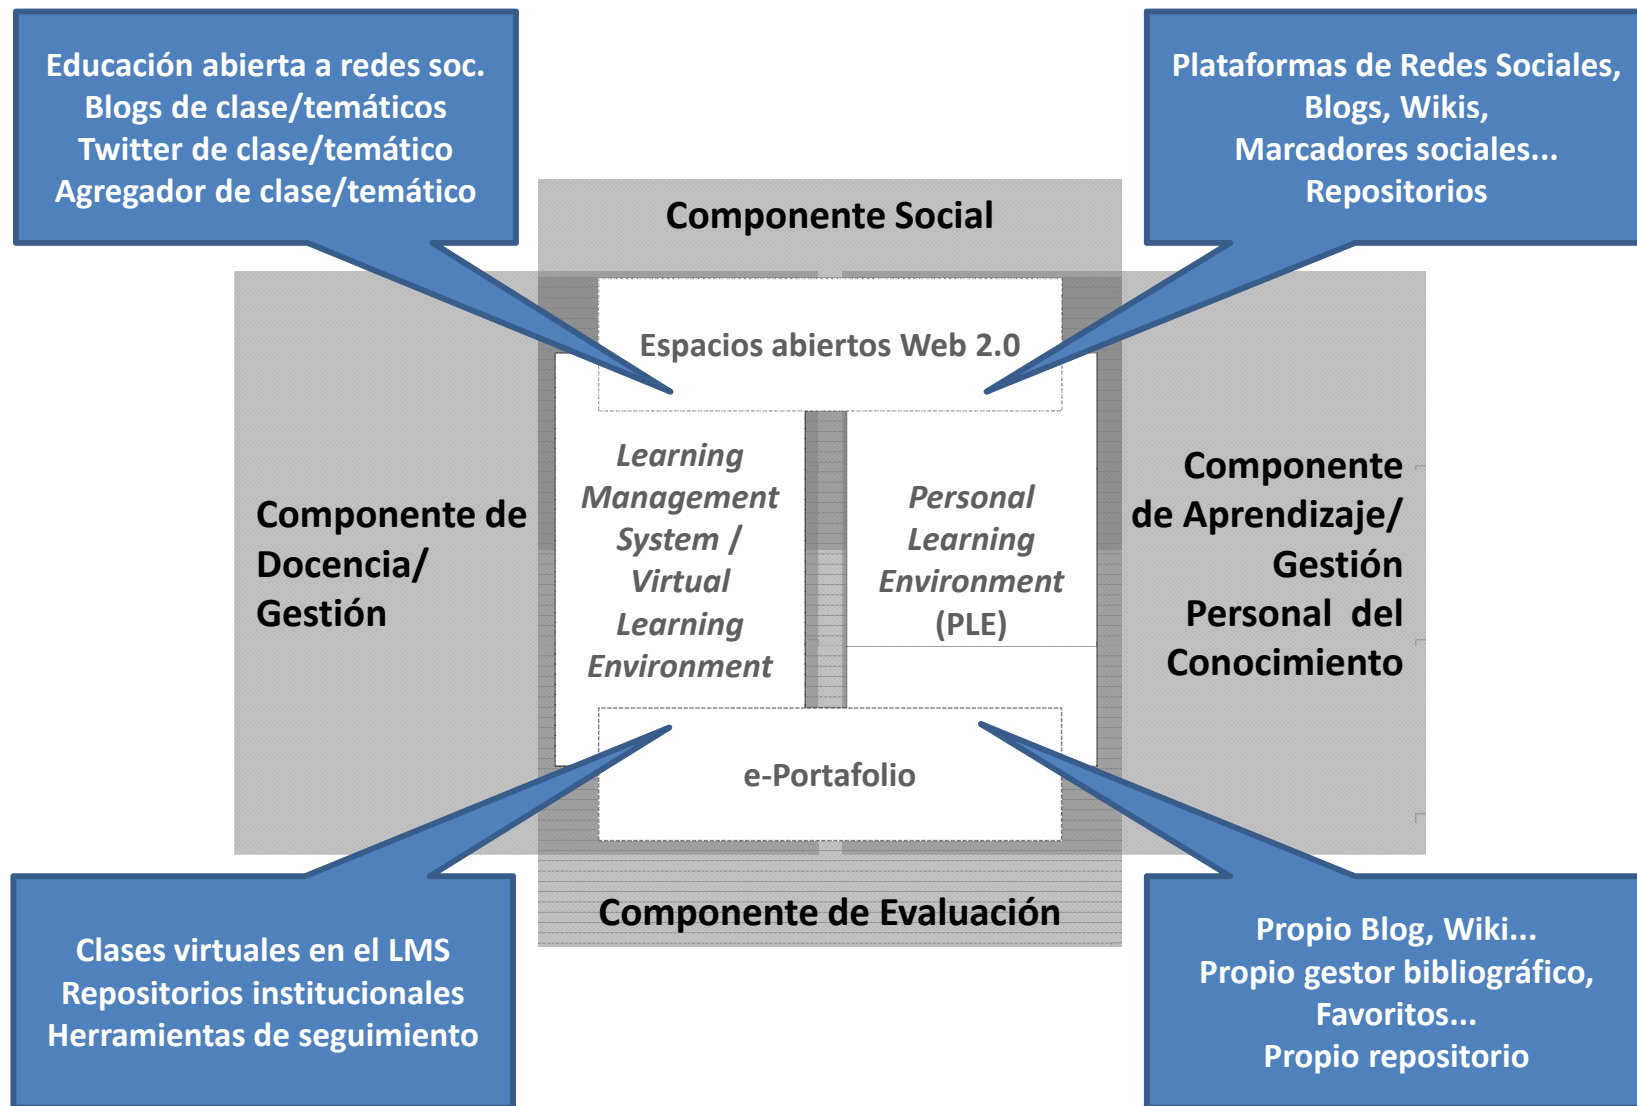 Educación abierta a redes soc.
Blogs de clase/temáticos
Twitter de clase/temático
Agregador de clase/temático
Plataformas de Redes Sociales,
Blogs, Wikis,
Marcadores sociales...
Repositorios
Componente Social
Espacios abiertos Web 2.0
Componente de
Docencia/
Gestión
Learning
Management
System /
Virtual
Learning
Environment
Personal
Learning
Environment
(PLE)
Componente
de Aprendizaje/
Gestión
Personal del
Conocimiento
e-Portafolio
Componente de Evaluación
Clases virtuales en el LMS
Repositorios institucionales
Herramientas de seguimiento
Propio Blog, Wiki...
Propio gestor bibliográfico,
Favoritos...
Propio repositorio